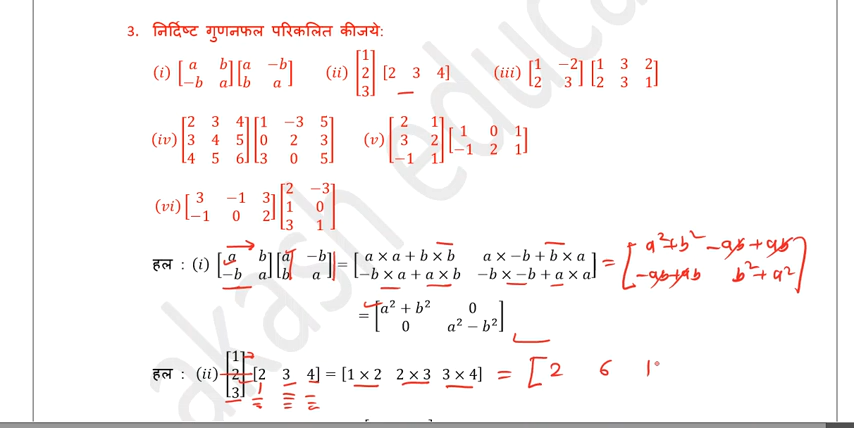 3. निर्दिष्ट गुणनफल परिकलित कीजये:
(i) [a b; −b a][a −b; b a] (ii) [1; 2; 3] [2 3 4] (iii) [1 −2; 2 3] [1 3 2; 2 3 1]
(iv) [2 3 4; 3 4 5; 4 5 6][1 −3 5; 0 2 3; 3 0 5] (v) [2 1; 3 2; −1 1] [1 0 1; −1 2 1]
(vi) [3 −1 3; −1 0 2][2 −3; 1 0; 3 1]
हल : (i) [a b; −b a][a −b; b a] = [a × a + b × b a × −b + b × a; −b × a + a × b −b × −b + a × a] = [a²+b² −ab+ab; −ab+ab b²+a²]
= [a² + b² 0; 0 a² − b²]
हल : (ii) [1; 2; 3] [2 3 4] = [1 × 2 2 × 3 3 × 4] = [2 6 1
akash educa